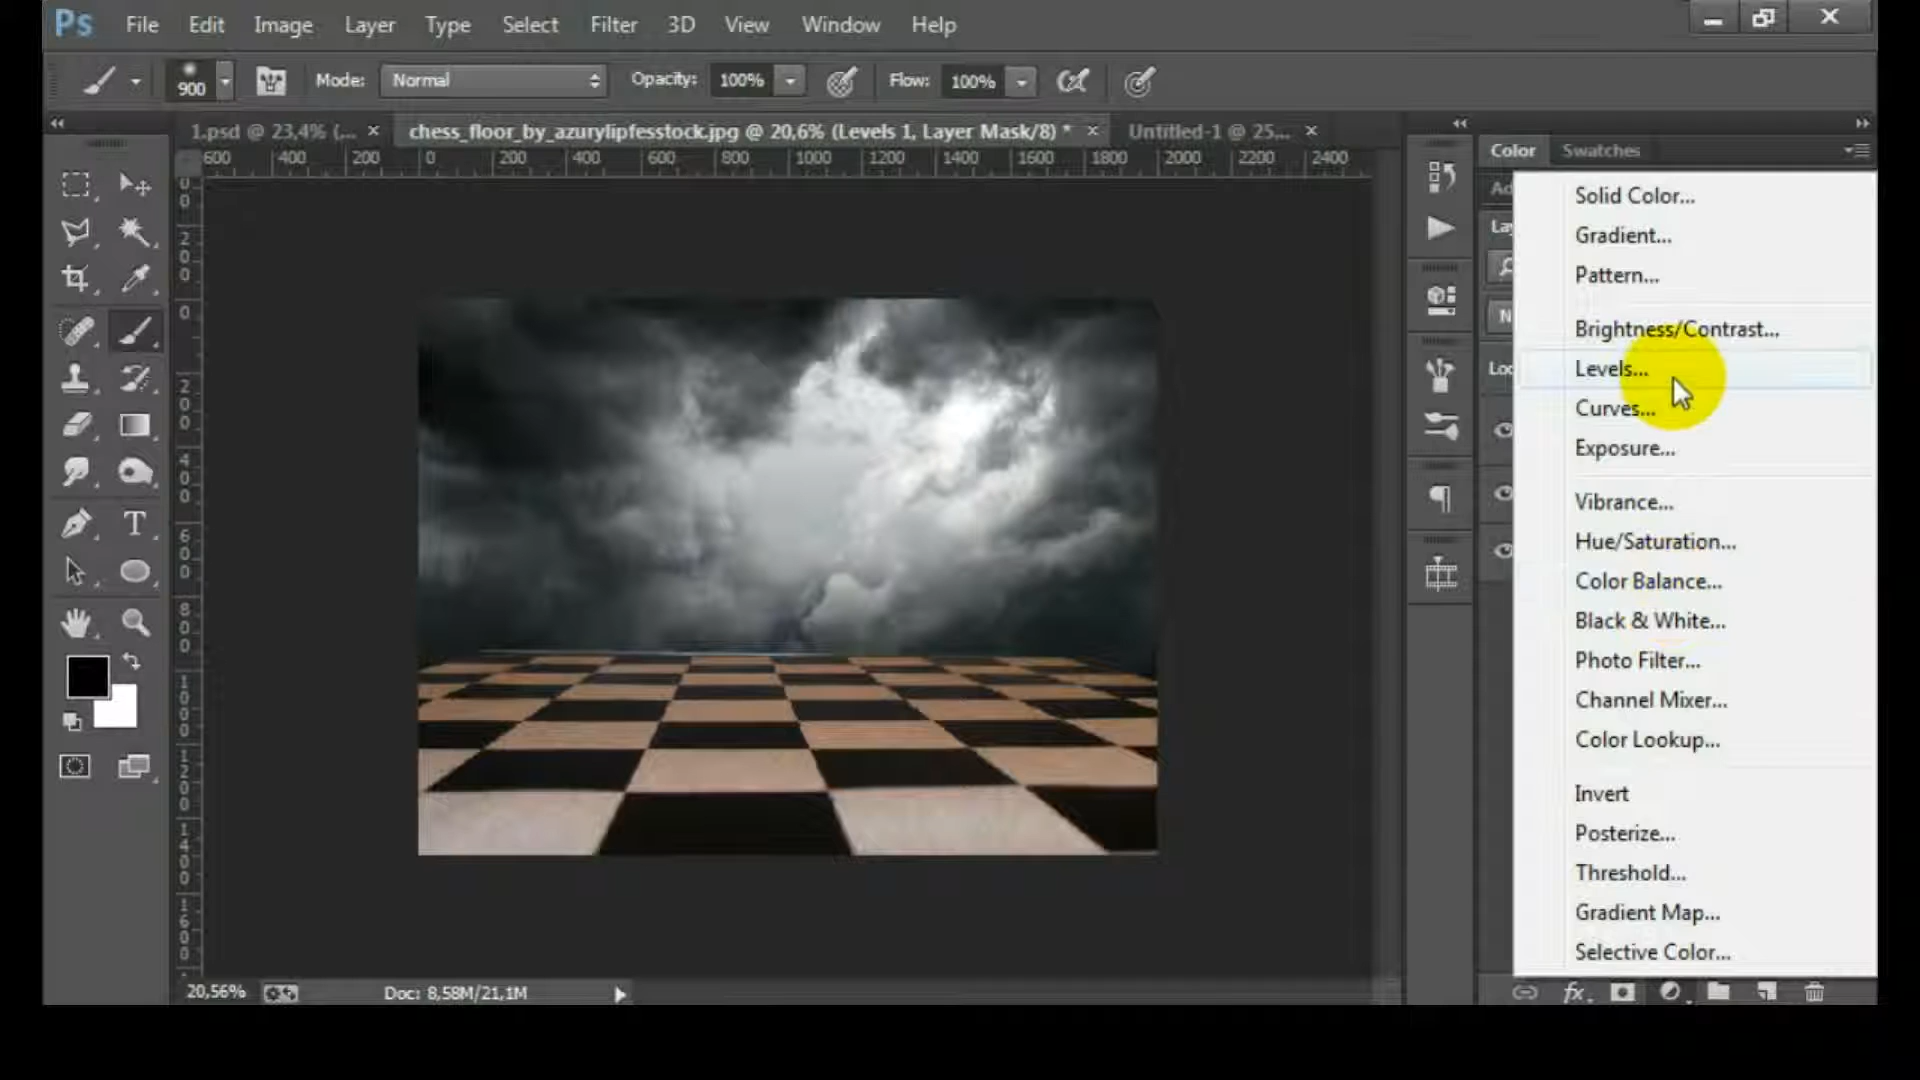 Ps File Edit Image Layer Type Select Filter 3D View Window Help
900 Mode: Normal Opacity: 100% Flow: 100%
1.psd @ 23,4% (... × chess_floor_by_azurylipfesstock.jpg @ 20,6% (Levels 1, Layer Mask/8) * × Untitled-1 @ 25... ×
600 400 200 0 200 400 600 800 1000 1200 1400 1600 1800 2000 2200 2400
Color Swatches
Solid Color...
Gradient...
Pattern...
Brightness/Contrast...
Levels...
Curves...
Exposure...
Vibrance...
Hue/Saturation...
Color Balance...
Black & White...
Photo Filter...
Channel Mixer...
Color Lookup...
Invert
Posterize...
Threshold...
Gradient Map...
Selective Color...
20,56% Doc: 8,58M/21,1M
fx